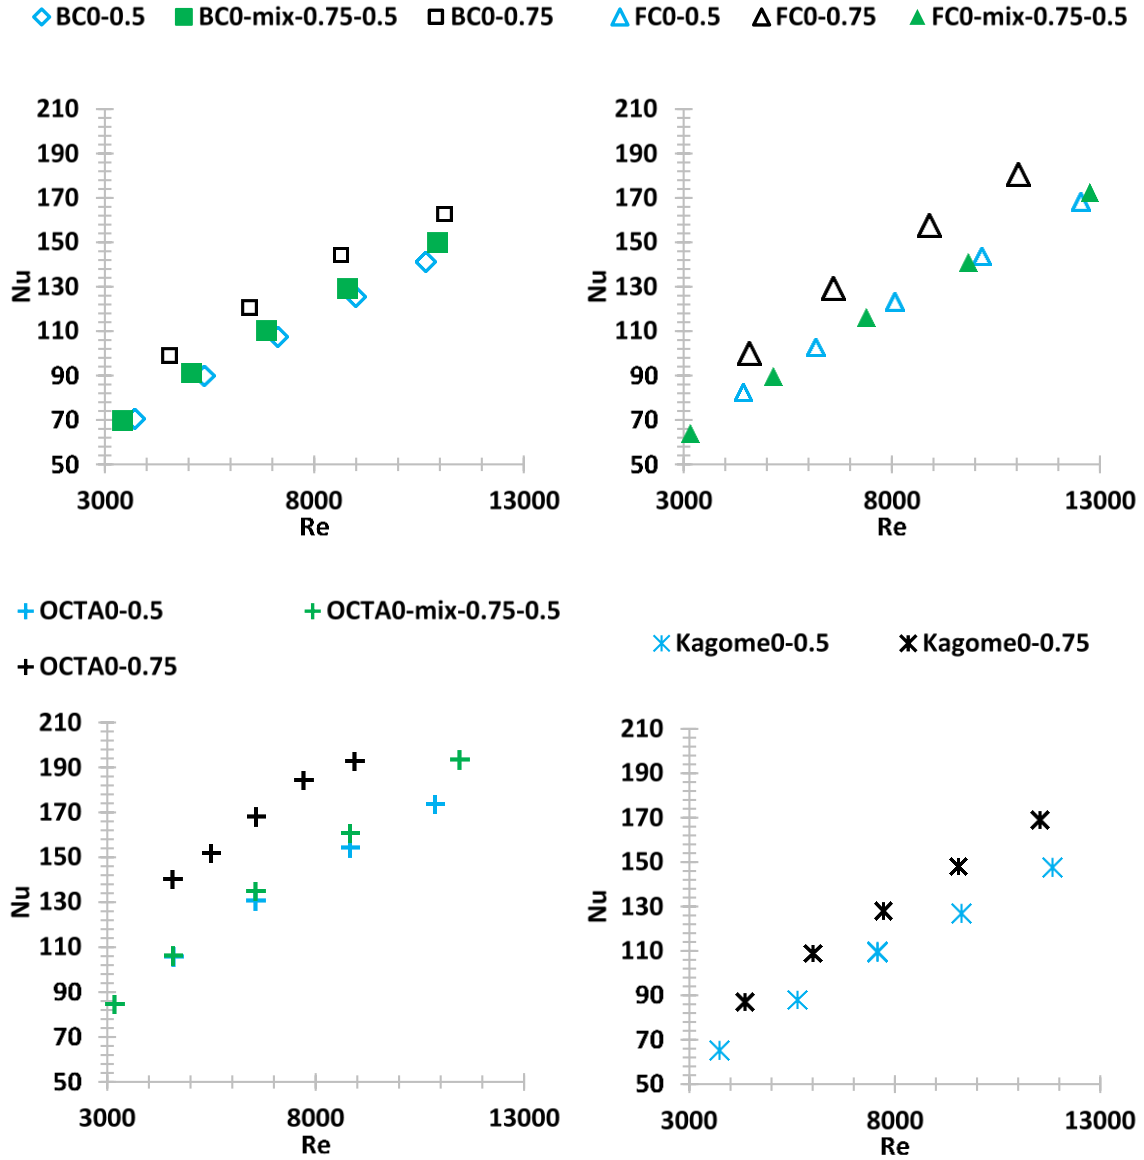 BC0-0.5 BC0-mix-0.75-0.5 BC0-0.75
FC0-0.5 FC0-0.75 FC0-mix-0.75-0.5
210
190
170
150
130
110
90
70
50
Nu
3000 8000 13000
Re
210
190
170
150
130
110
90
70
50
Nu
3000 8000 13000
Re
OCTA0-0.5 OCTA0-mix-0.75-0.5
OCTA0-0.75
Kagome0-0.5 Kagome0-0.75
210
190
170
150
130
110
90
70
50
Nu
3000 8000 13000
Re
210
190
170
150
130
110
90
70
50
Nu
3000 8000 13000
Re